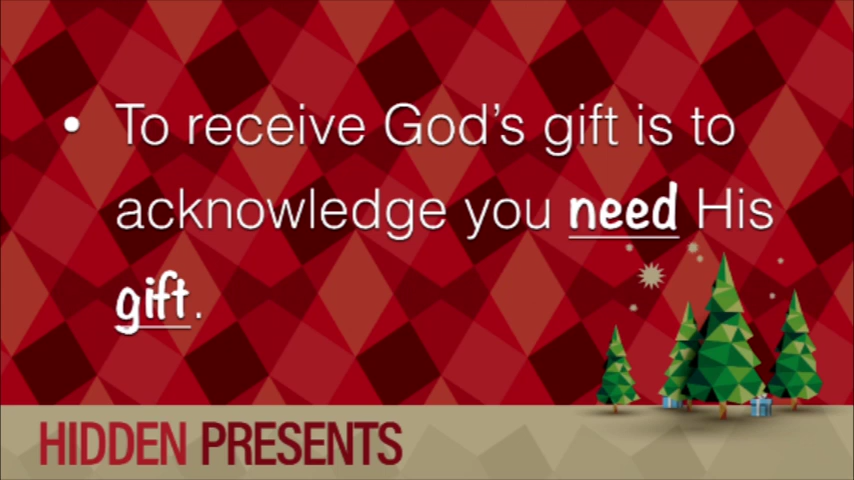 • To receive God's gift is to
acknowledge you need His
gift.
HIDDEN PRESENTS